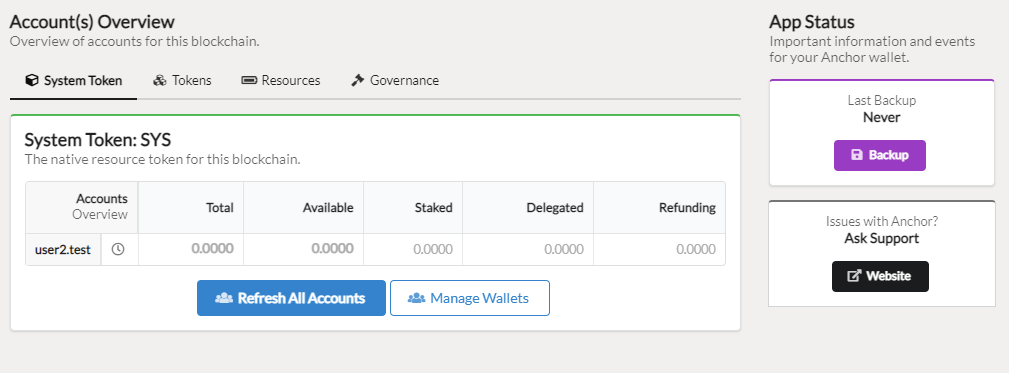 Account(s) Overview
Overview of accounts for this blockchain.
System Token Tokens Resources Governance
System Token: SYS
The native resource token for this blockchain.
Accounts
Overview
Total Available Staked Delegated Refunding
user2.test 0.0000 0.0000 0.0000 0.0000 0.0000
Refresh All Accounts Manage Wallets
App Status
Important information and events
for your Anchor wallet.
Last Backup
Never
Backup
Issues with Anchor?
Ask Support
Website